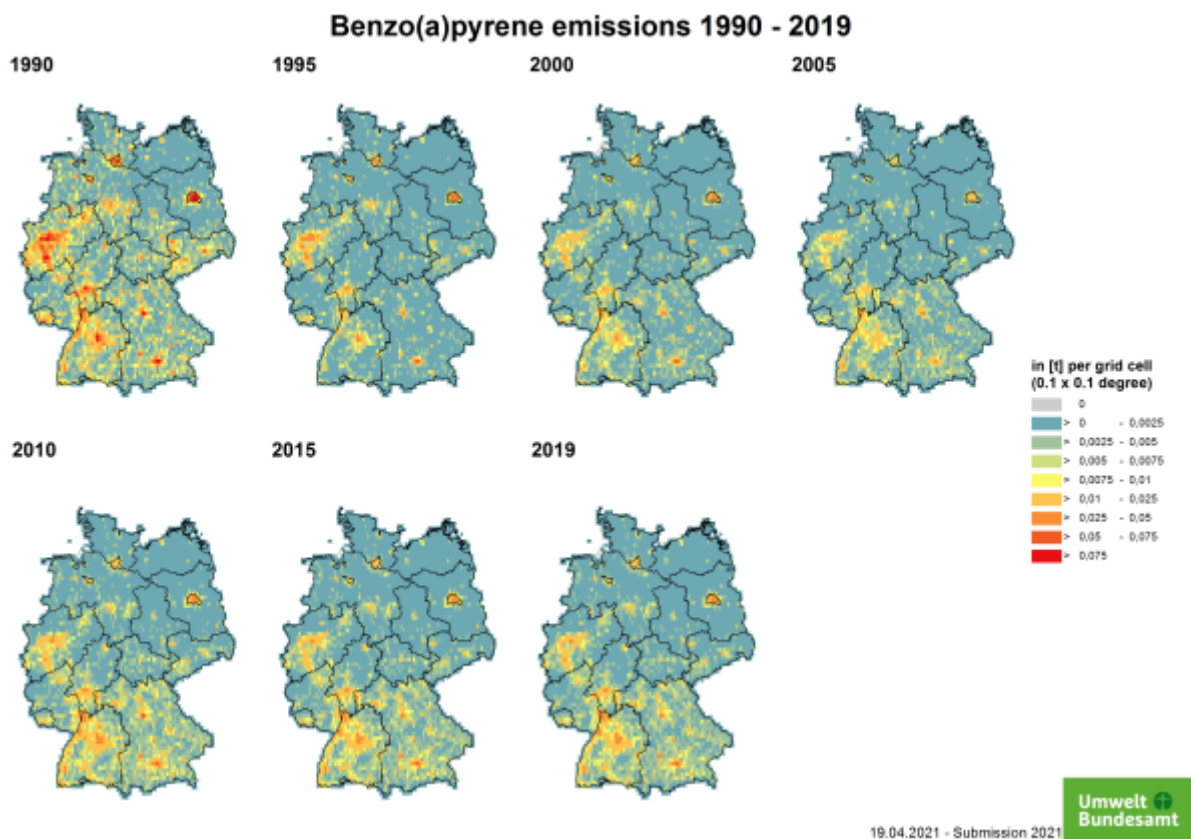 Benzo(a)pyrene emissions 1990 - 2019
1990
1995
2000
2005
in [t] per grid cell
(0.1 x 0.1 degree)
0
> 0 - 0,0025
> 0,0025 - 0,005
> 0,005 - 0,0075
> 0,0075 - 0,01
> 0,01 - 0,025
> 0,025 - 0,05
> 0,05 - 0,075
> 0,075
2010
2015
2019
Umwelt
Bundesamt
19.04.2021 - Submission 2021